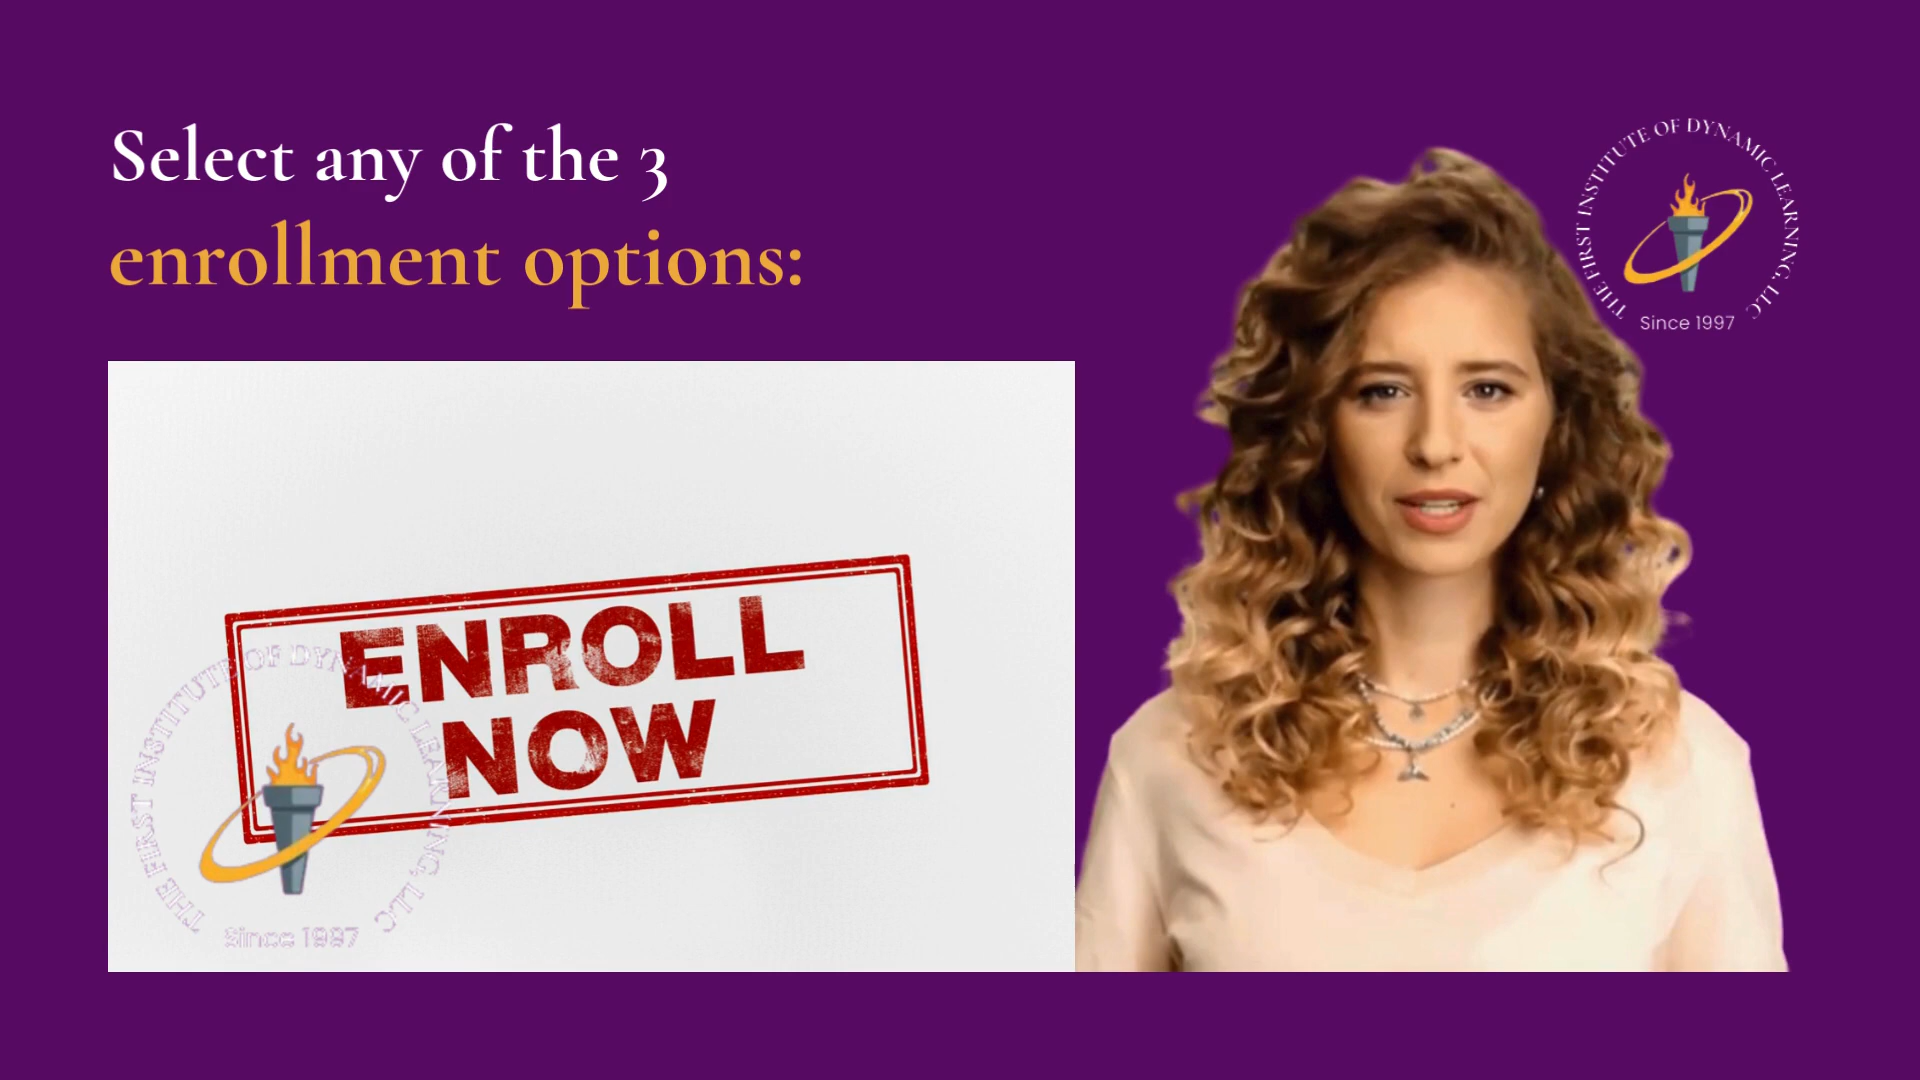 Select any of the 3
enrollment options:
THE FIRST INSTITUTE OF DYNAMIC LEARNING, LLC
Since 1997
ENROLL
NOW
THE FIRST INSTITUTE OF DYNAMIC LEARNING, LLC
Since 1997